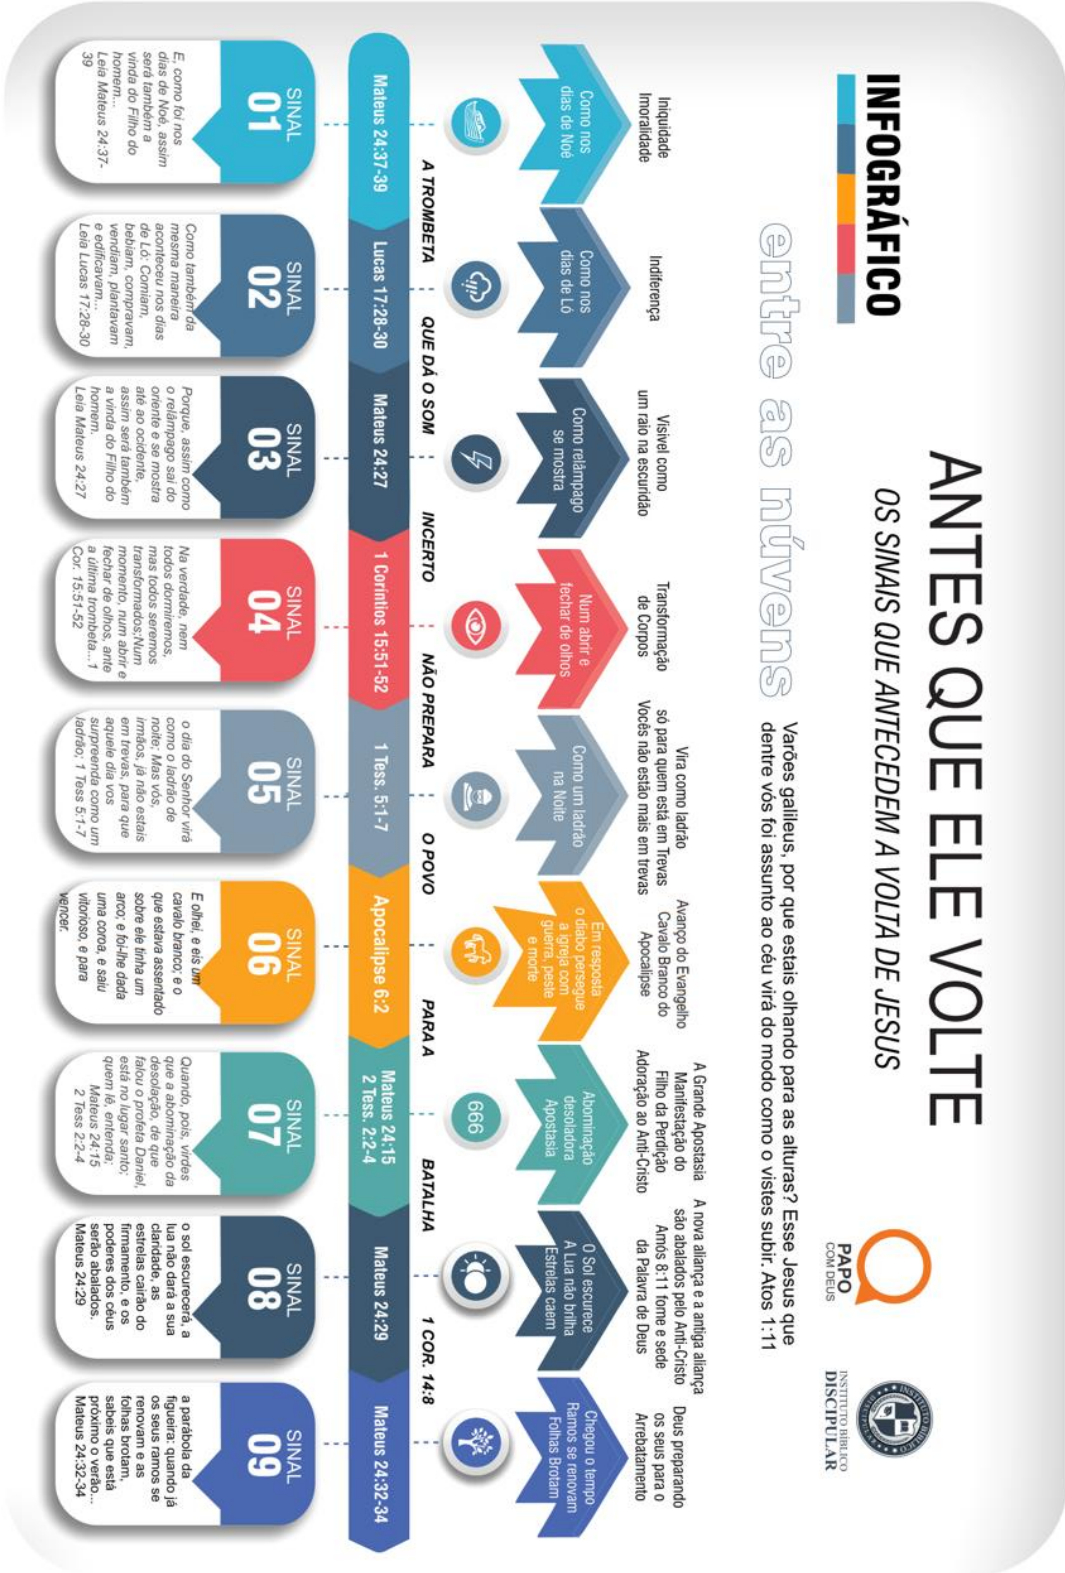 INFOGRÁFICO
ANTES QUE ELE VOLTE
OS SINAIS QUE ANTECEDEM A VOLTA DE JESUS
PAPO
COM DEUS
INSTITUTO BÍBLICO
INSTITUTO BÍBLICO
DISCIPULAR
entre as núvens
Varões galileus, por que estais olhando para as alturas? Esse Jesus que
dentre vós foi assunto ao céu virá do modo como o vistes subir. Atos 1:11
Iniquidade
Imoralidade
Indiferença
Visivel como
um raio na escuridão
Transformação
de Corpos
Vira como ladrão
só para quem está em Trevas
Vocês não estão mais em trevas
Avanço do Evangelho
Cavalo Branco do
Apocalipse
A Grande Apostasia
Manifestação do
Filho da Perdição
Adoração ao Anti-Cristo
A nova aliança e a antiga aliança
são abalados pelo Anti-Cristo
Amós 8:11 fome e sede
da Palavra de Deus
Deus preparando
os seus para o
Arrebatamento
Como nos
dias de Noé
Como nos
dias de Ló
Como relâmpago
se mostra
Num abrir e
fechar de olhos
Como um ladrão
na Noite
Em resposta
o diabo persegue
a igreja com
guerra, peste
e morte
Abominação
desoladora
Apostasia
O Sol escurece
A Lua não brilha
Estrelas caem
Chegou o tempo
Ramos se renovam
Folhas Brotam
666
A TROMBETA QUE DÁ O SOM INCERTO NÃO PREPARA O POVO PARA A BATALHA 1 COR. 14:8
Mateus 24:37-39
Lucas 17:28-30
Mateus 24:27
1 Coríntios 15:51-52
1 Tess. 5:1-7
Apocalipse 6:2
Mateus 24:15
2 Tess. 2:2-4
Mateus 24:29
Mateus 24:32-34
SINAL
01
E, como foi nos
dias de Noé, assim
será também a
vinda do Filho do
homem...
Leia Mateus 24:37-
39
SINAL
02
Como também da
mesma maneira
aconteceu nos dias
de Ló: Comiam,
bebiam, compravam,
vendiam, plantavam
e edificavam...
Leia Lucas 17:28-30
SINAL
03
Porque, assim como
o relâmpago sai do
oriente e se mostra
até ao ocidente,
assim será também
a vinda do Filho do
homem.
Leia Mateus 24:27
SINAL
04
Na verdade, nem
todos dormiremos,
mas todos seremos
transformados;Num
momento, num abrir e
fechar de olhos, ante
a última trombeta...1
Cor. 15:51-52
SINAL
05
o dia do Senhor virá
como o ladrão de
noite; Mas vós,
irmãos, já não estais
em trevas, para que
aquele dia vos
surpreenda como um
ladrão; 1 Tess 5:1-7
SINAL
06
E olhei, e eis um
cavalo branco; e o
que estava assentado
sobre ele tinha um
arco; e foi-lhe dada
uma coroa, e saiu
vitorioso, e para
vencer.
SINAL
07
Quando, pois, virdes
que a abominação da
desolação, de que
falou o profeta Daniel,
está no lugar santo;
quem lê, entenda;
Mateus 24:15
2 Tess 2:2-4
SINAL
08
o sol escurecerá, a
lua não dará a sua
claridade, as
estrelas cairão do
firmamento, e os
poderes dos céus
serão abalados.
Mateus 24:29
SINAL
09
a parábola da
figueira: quando já
os seus ramos se
renovam e as
folhas brotam,
sabeis que está
próximo o verão...
Mateus 24:32-34